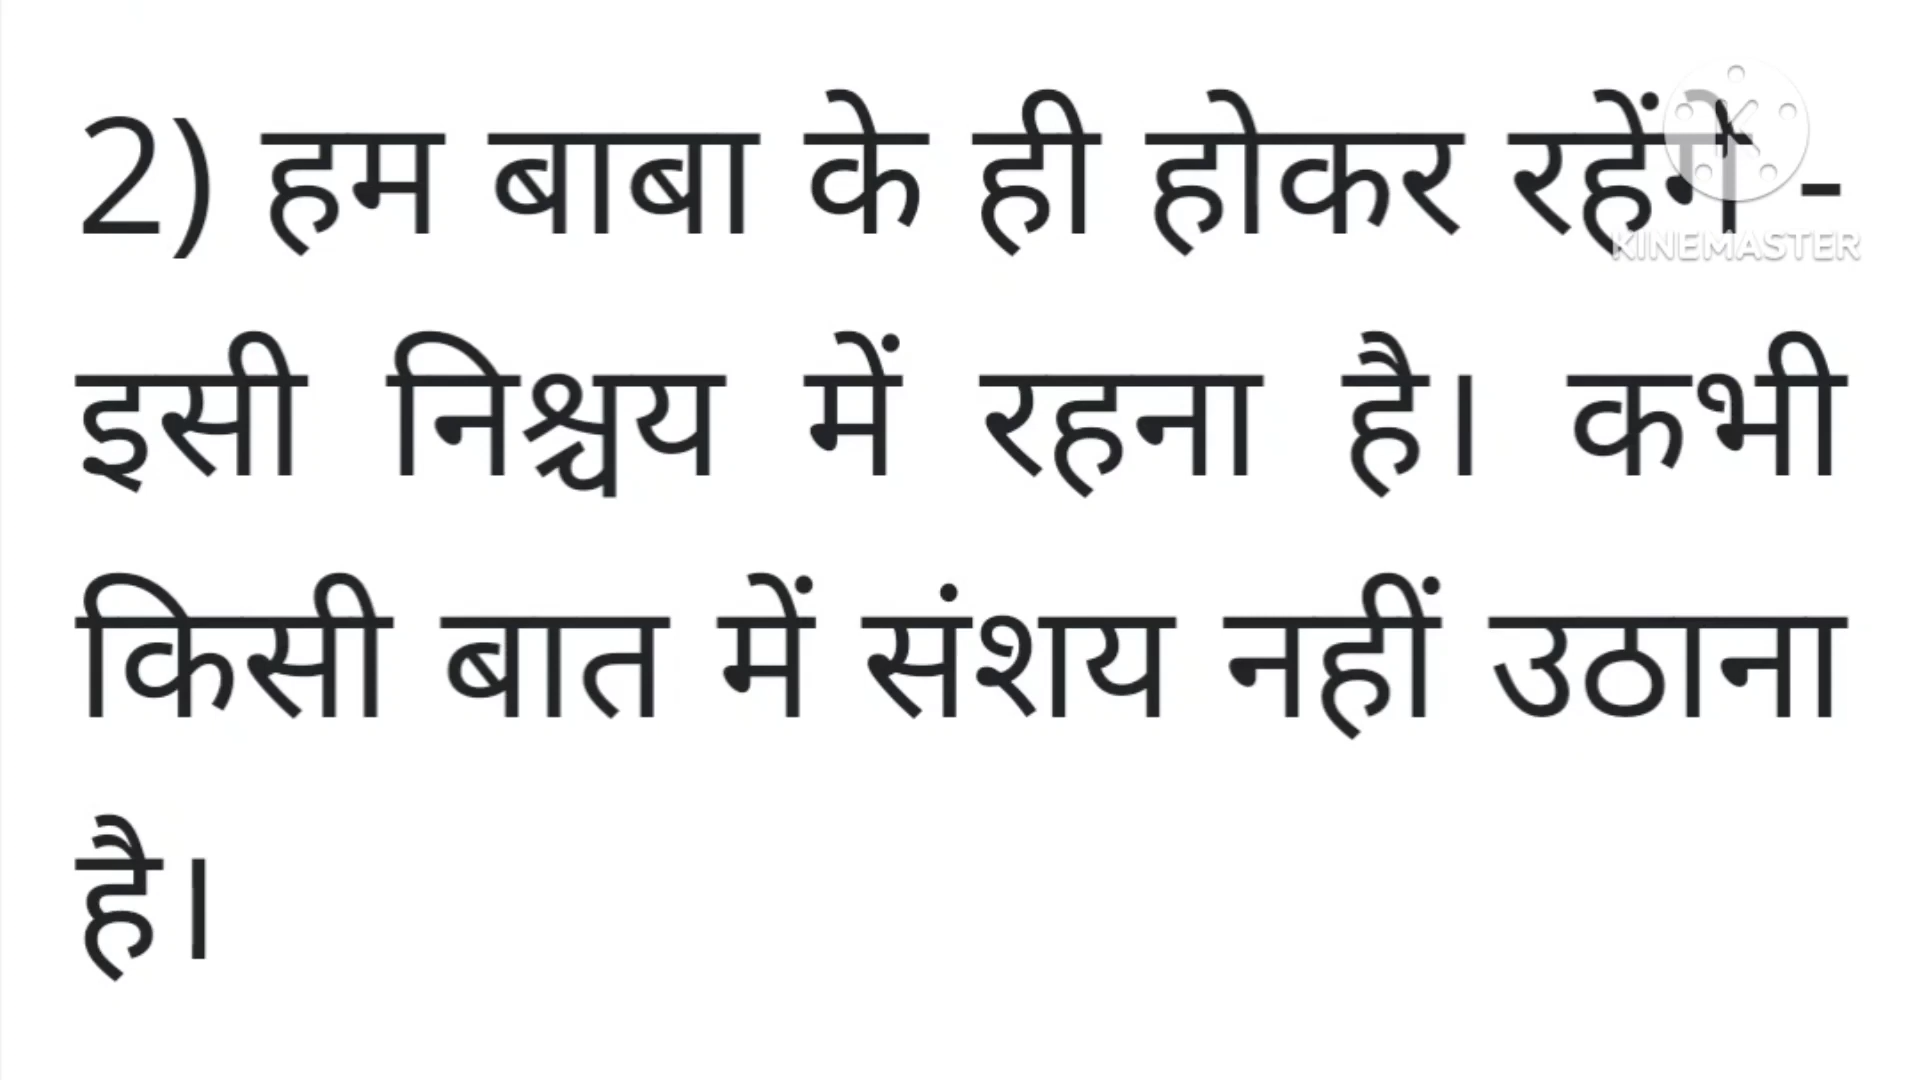 2) हम बाबा के ही होकर रहेंगे -
KINEMASTER
इसी निश्चय में रहना है। कभी
किसी बात में संशय नहीं उठाना
है।